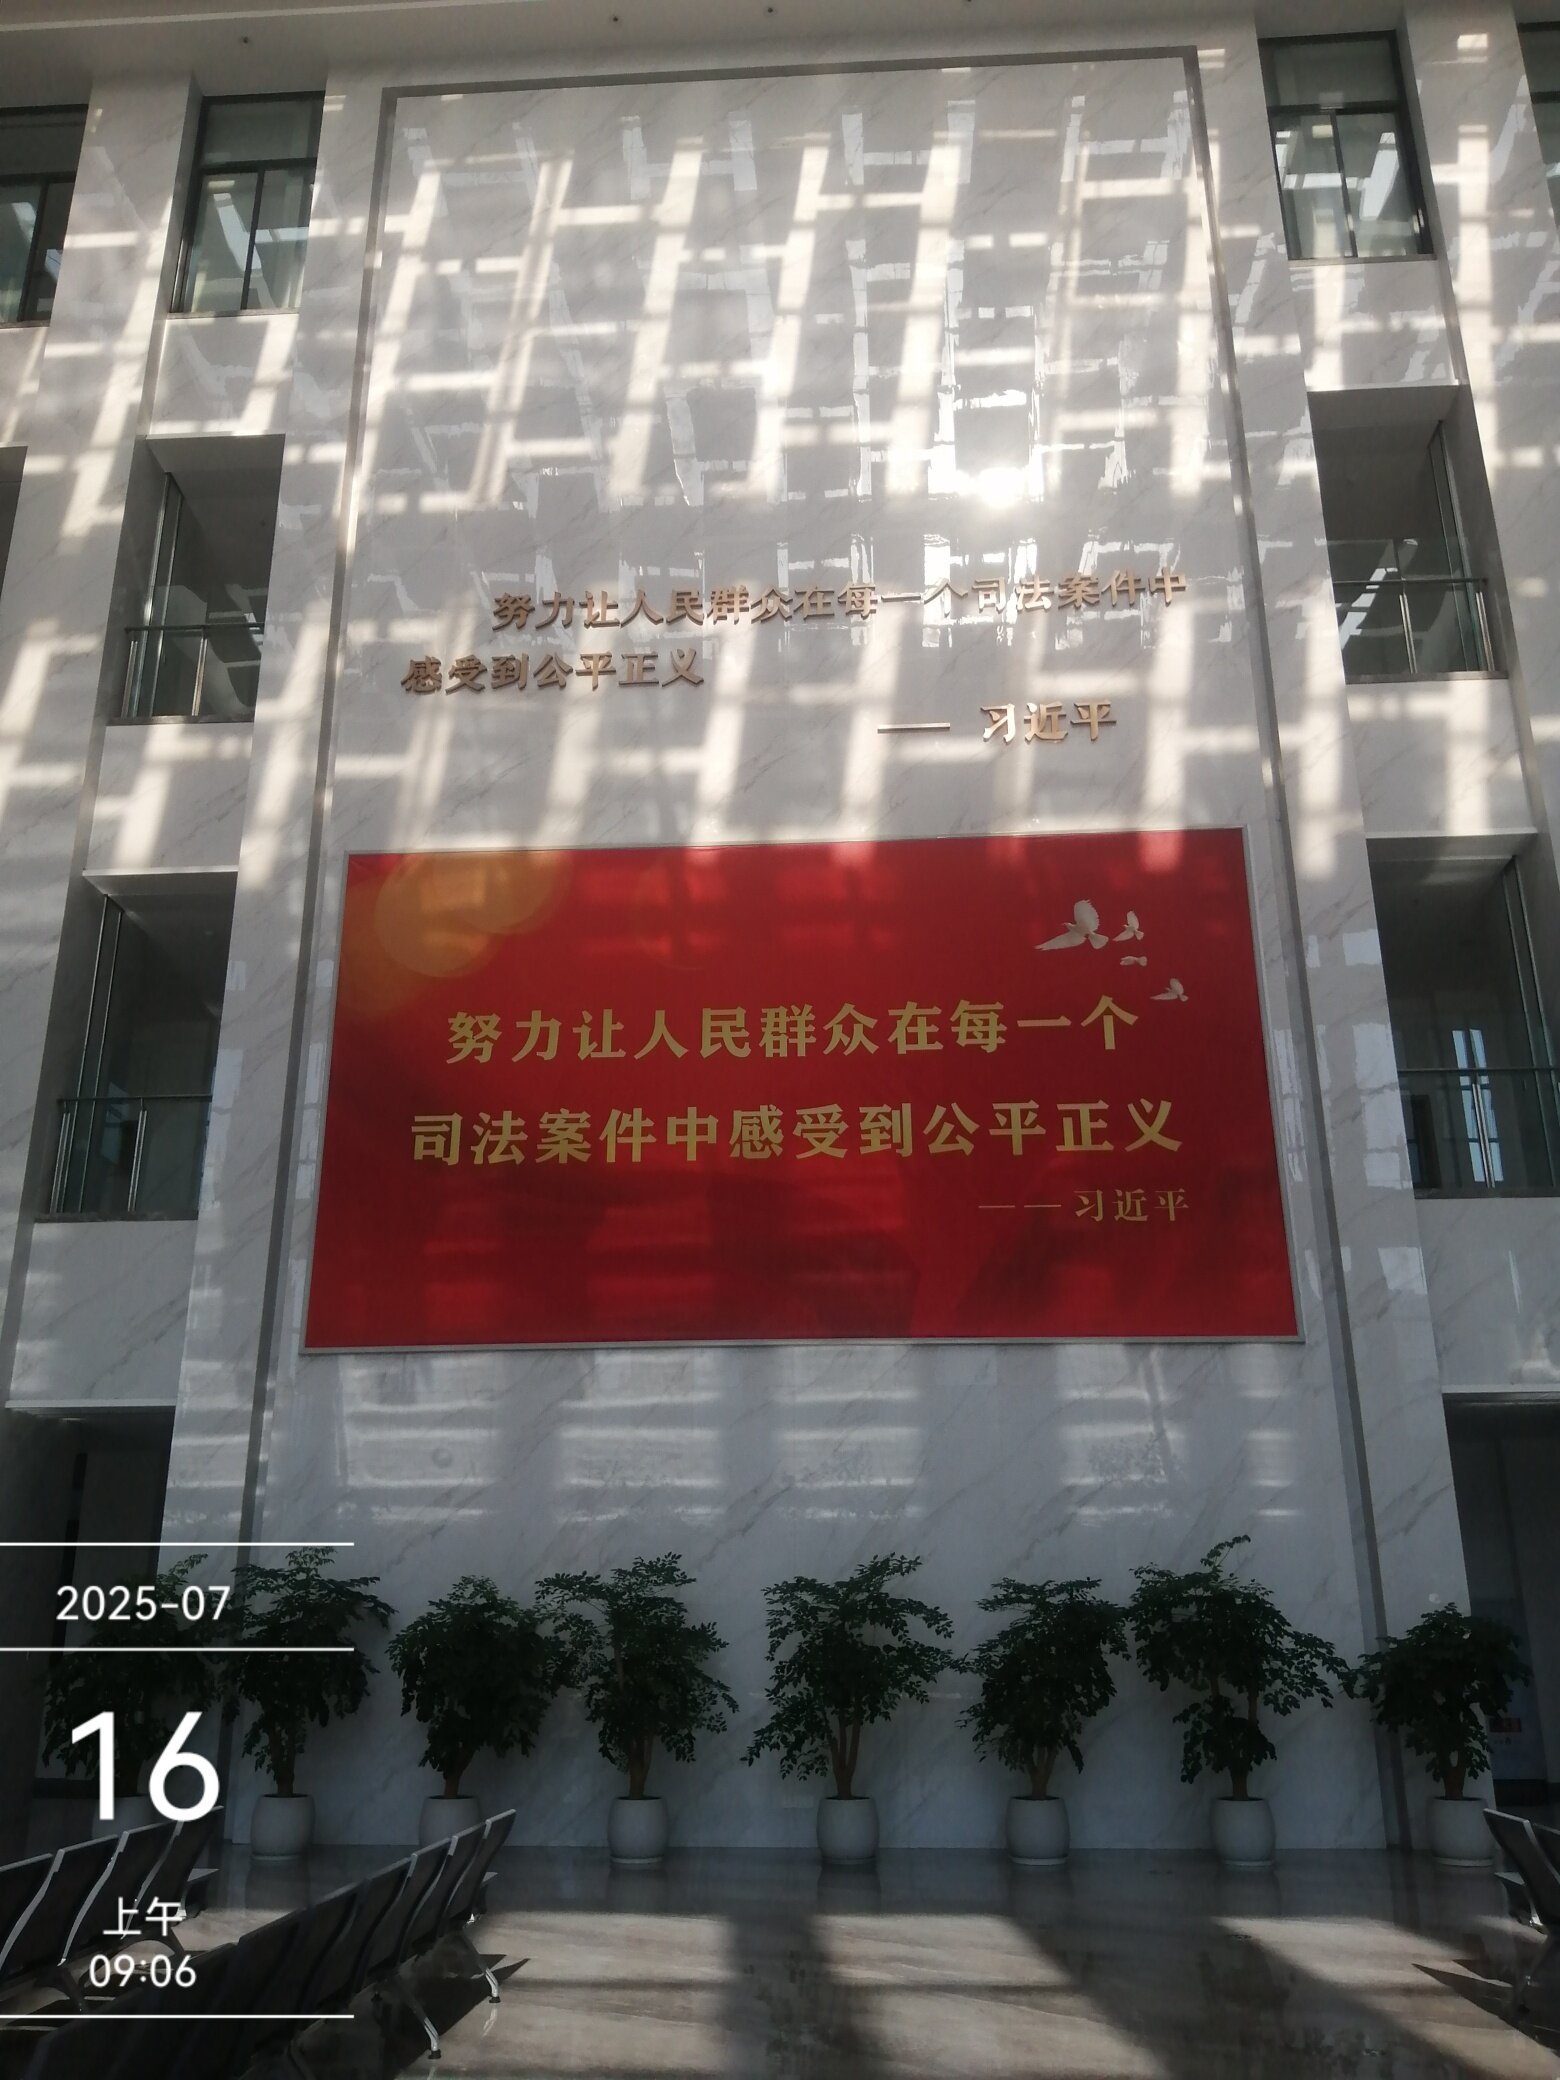 努力让人民群众在每一个司法案件中
感受到公平正义
—— 习近平
努力让人民群众在每一个
司法案件中感受到公平正义
——习近平
2025-07
16
上午
09:06